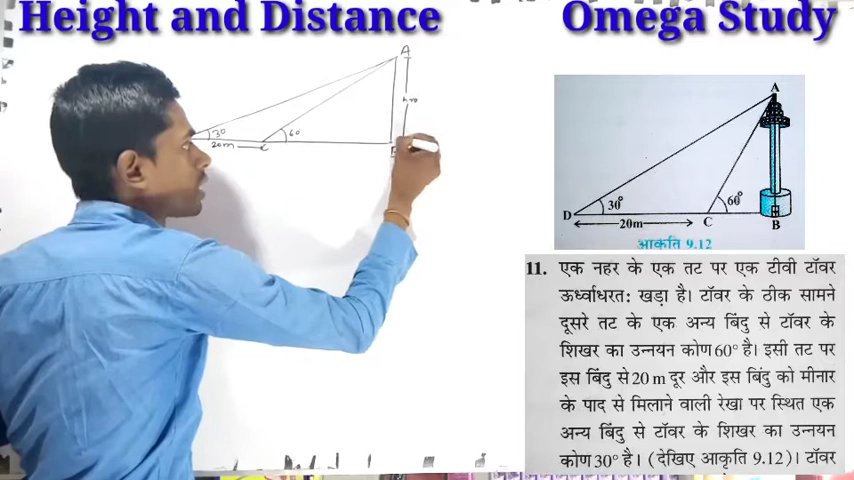 Height and Distance
Omega Study
A
30°
60°
20m
C
A
30°
60°
D
20m
C
B
आकृति 9.12
11. एक नहर के एक तट पर एक टीवी टॉवर
ऊर्ध्वाधरत: खड़ा है। टॉवर के ठीक सामने
दूसरे तट के एक अन्य बिंदु से टॉवर के
शिखर का उन्नयन कोण 60° है। इसी तट पर
इस बिंदु से 20 m दूर और इस बिंदु को मीनार
के पाद से मिलाने वाली रेखा पर स्थित एक
अन्य बिंदु से टॉवर के शिखर का उन्नयन
कोण 30° है। (देखिए आकृति 9.12)। टॉवर